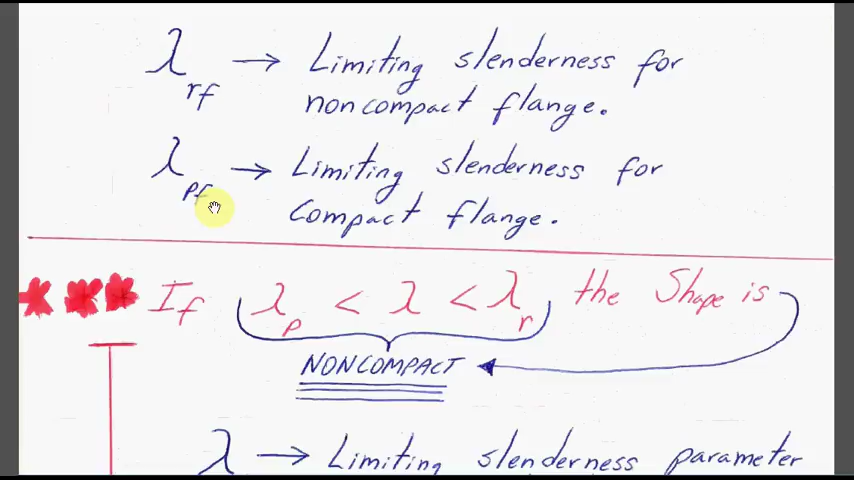 λrf → Limiting slenderness for
noncompact flange.
λpf → Limiting slenderness for
Compact flange.
If λp < λ < λr the Shape is
NONCOMPACT
λ → Limiting slenderness parameter